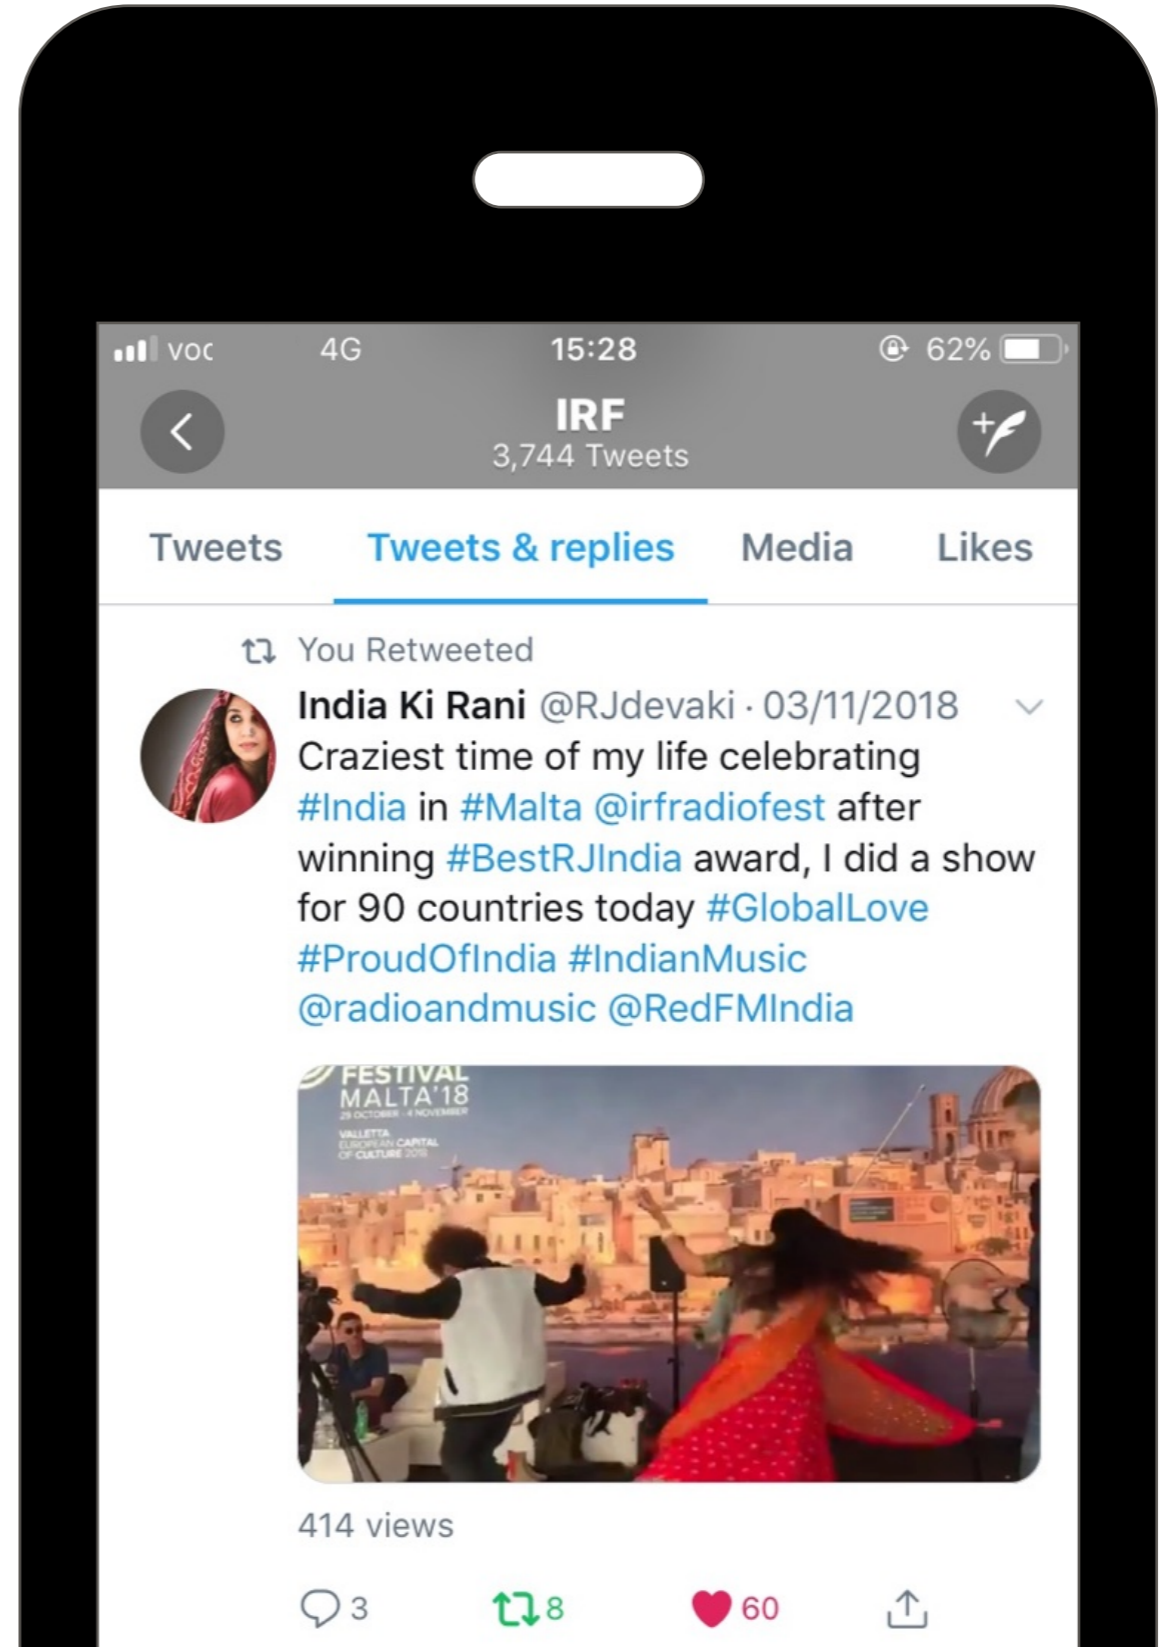 voc 4G 15:28 62%
IRF
3,744 Tweets
Tweets Tweets & replies Media Likes
You Retweeted
India Ki Rani @RJdevaki · 03/11/2018
Craziest time of my life celebrating
#India in #Malta @irfradiofest after
winning #BestRJIndia award, I did a show
for 90 countries today #GlobalLove
#ProudOfIndia #IndianMusic
@radioandmusic @RedFMIndia
FESTIVAL
MALTA'18
29 OCTOBER - 4 NOVEMBER
VALLETTA
EUROPEAN CAPITAL
OF CULTURE 2018
414 views
3 8 60